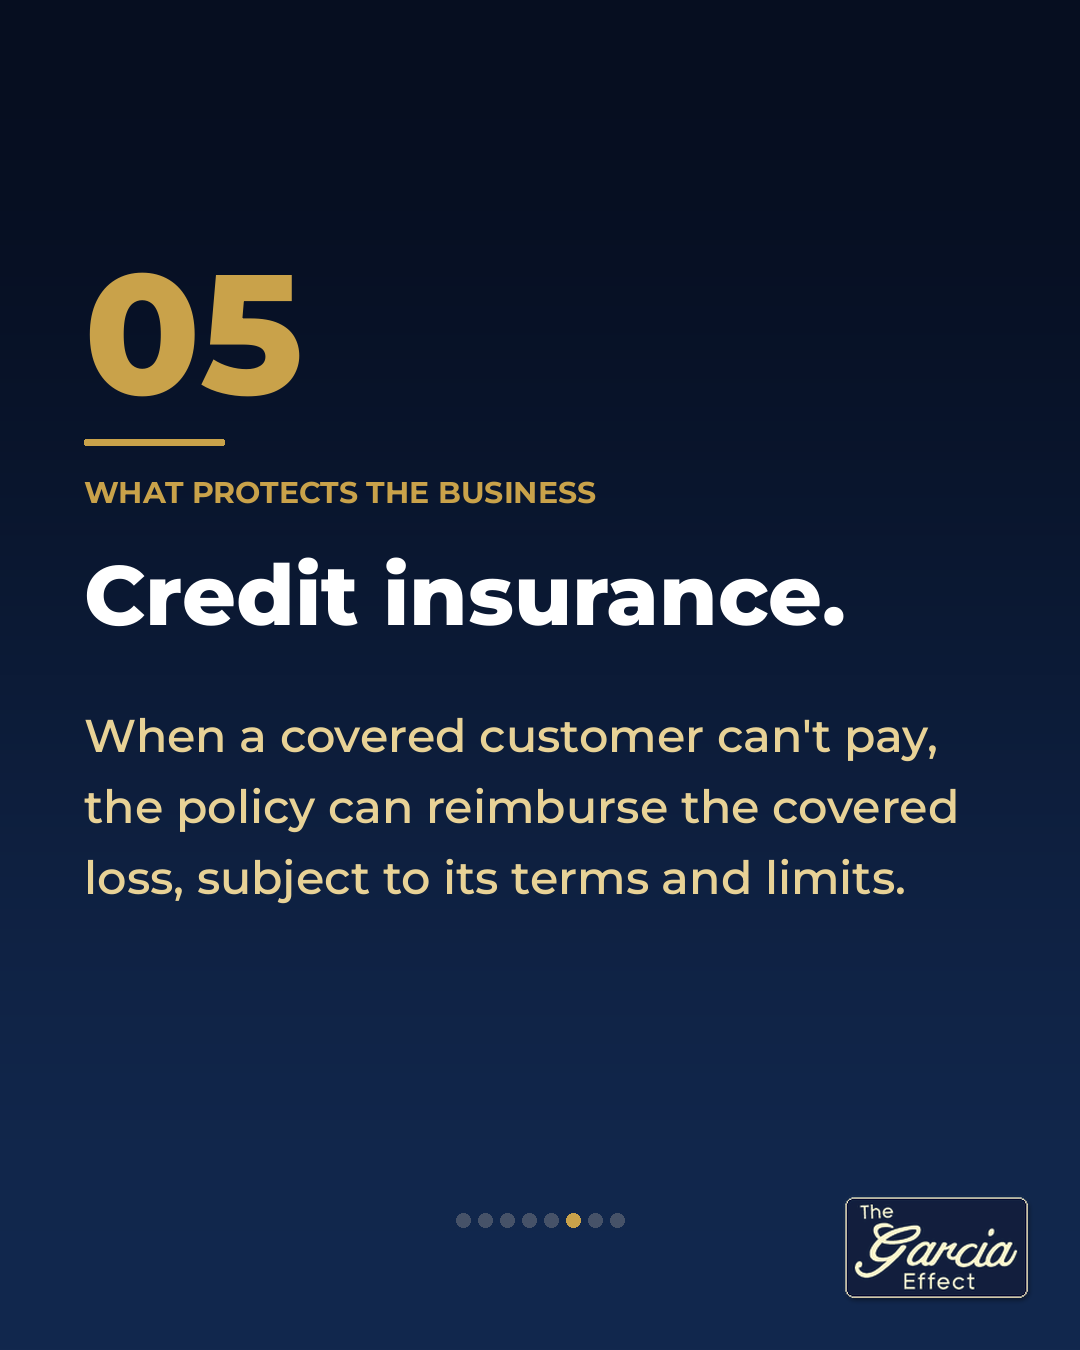 05
WHAT PROTECTS THE BUSINESS
Credit insurance.
When a covered customer can't pay,
the policy can reimburse the covered
loss, subject to its terms and limits.
The
Garcia
Effect